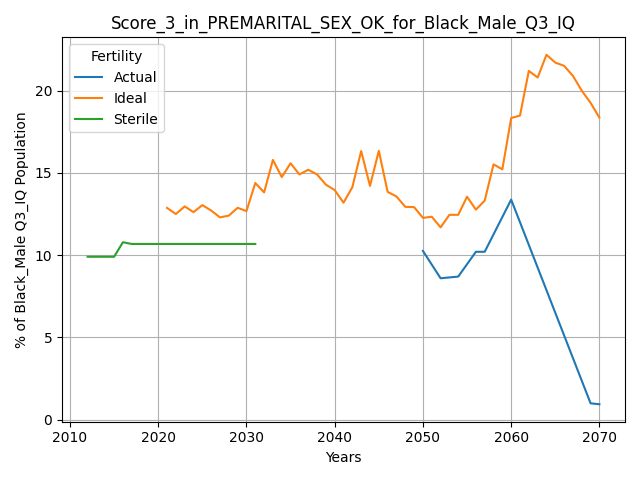 Score_3_in_PREMARITAL_SEX_OK_for_Black_Male_Q3_IQ
Fertility
Actual
Ideal
Sterile
% of Black_Male Q3_IQ Population
20
15
10
5
0
2010 2020 2030 2040 2050 2060 2070
Years